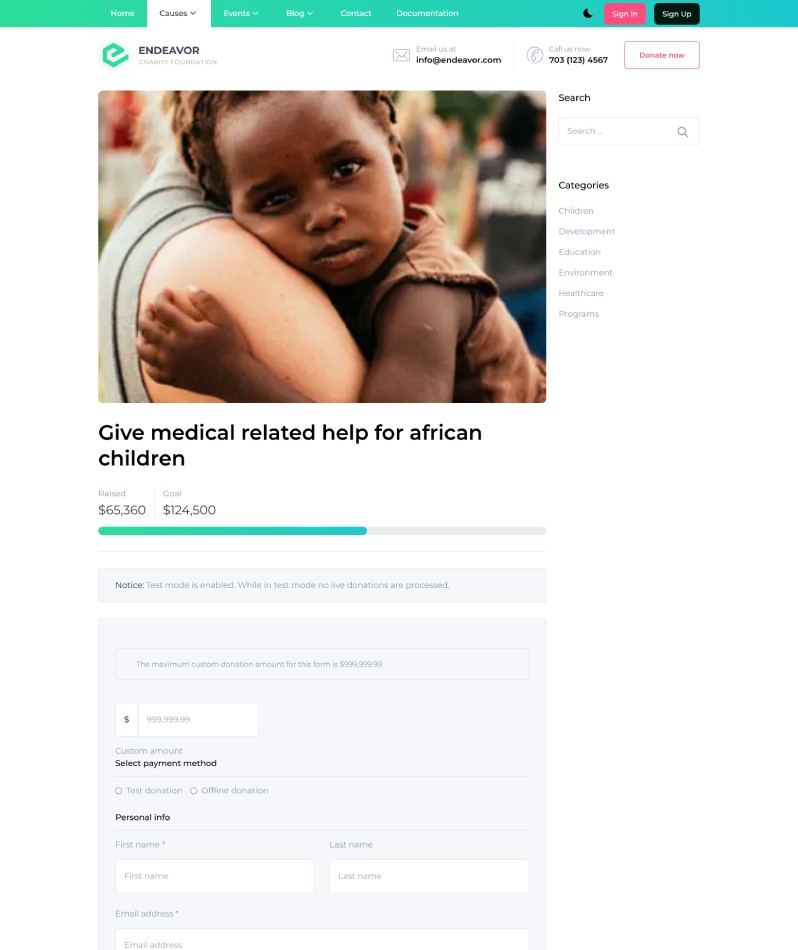 Home Causes Events Blog Contact Documentation Sign In Sign Up
ENDEAVOR
CHARITY FOUNDATION
Email us at
info@endeavor.com
Call us now
703 (123) 4567
Donate now
Search
Search ...
Categories
Chlidren
Development
Education
Environment
Healthcare
Programs
Give medical related help for african
children
Raised
$65,360
Goal
$124,500
Notice: Test mode is enabled. While in test mode no live donations are processed.
The maximum custom donation amount for this form is $999,999.99
$ 999,999.99
Custom amount
Select payment method
Test donation Offline donation
Personal info
First name * Last name
First name Last name
Email address *
Email address